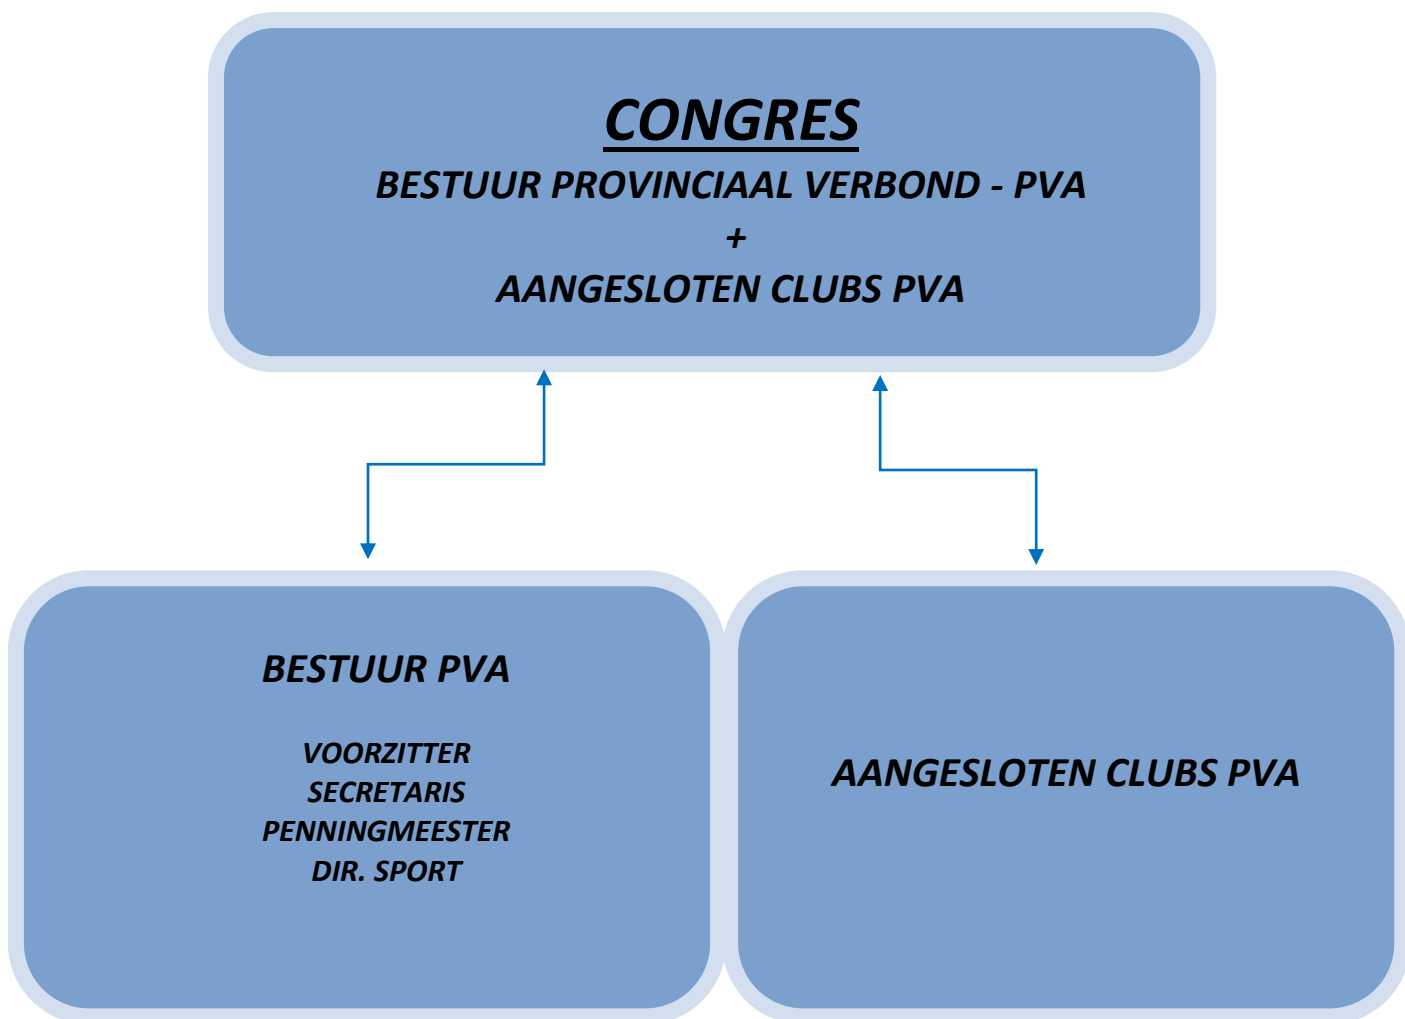 CONGRES
BESTUUR PROVINCIAAL VERBOND - PVA
+
AANGESLOTEN CLUBS PVA
BESTUUR PVA
VOORZITTER
SECRETARIS
PENNINGMEESTER
DIR. SPORT
AANGESLOTEN CLUBS PVA